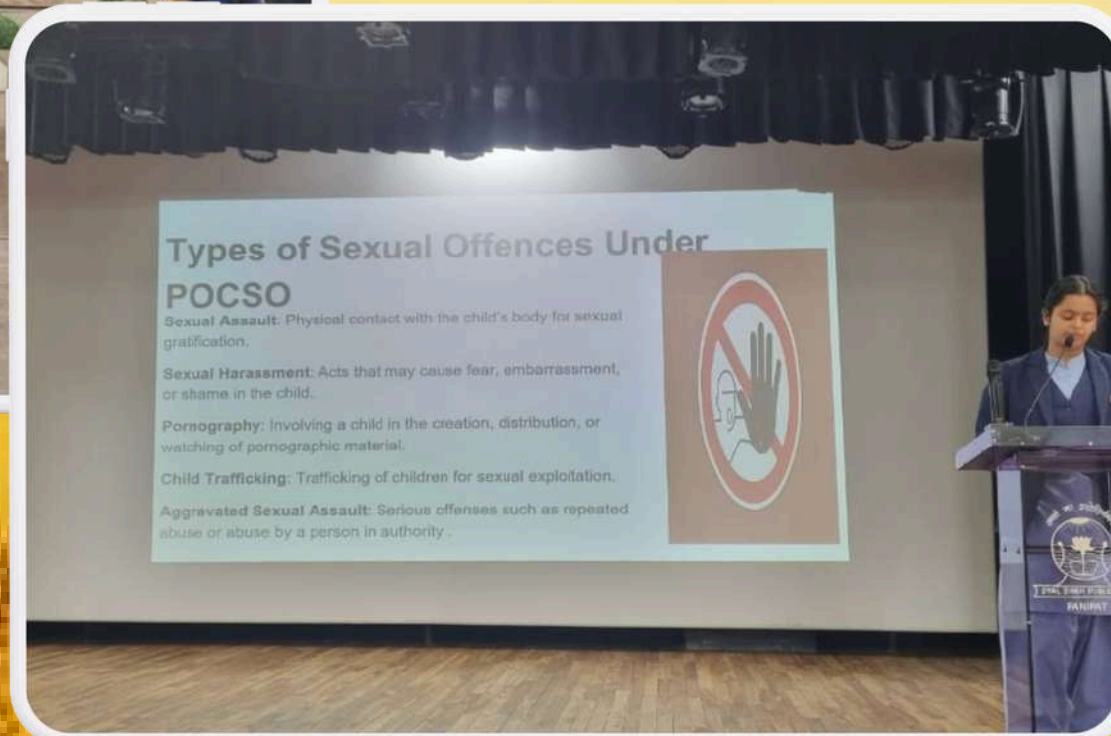 Types of Sexual Offences Under
POCSO
Sexual Assault: Physical contact with the child's body for sexual
gratification.
Sexual Harassment: Acts that may cause fear, embarrassment,
or shame in the child.
Pornography: Involving a child in the creation, distribution, or
watching of pornographic material.
Child Trafficking: Trafficking of children for sexual exploitation.
Aggravated Sexual Assault: Serious offenses such as repeated
abuse or abuse by a person in authority .
DYAL SINGH PUBLIC
PANIPAT